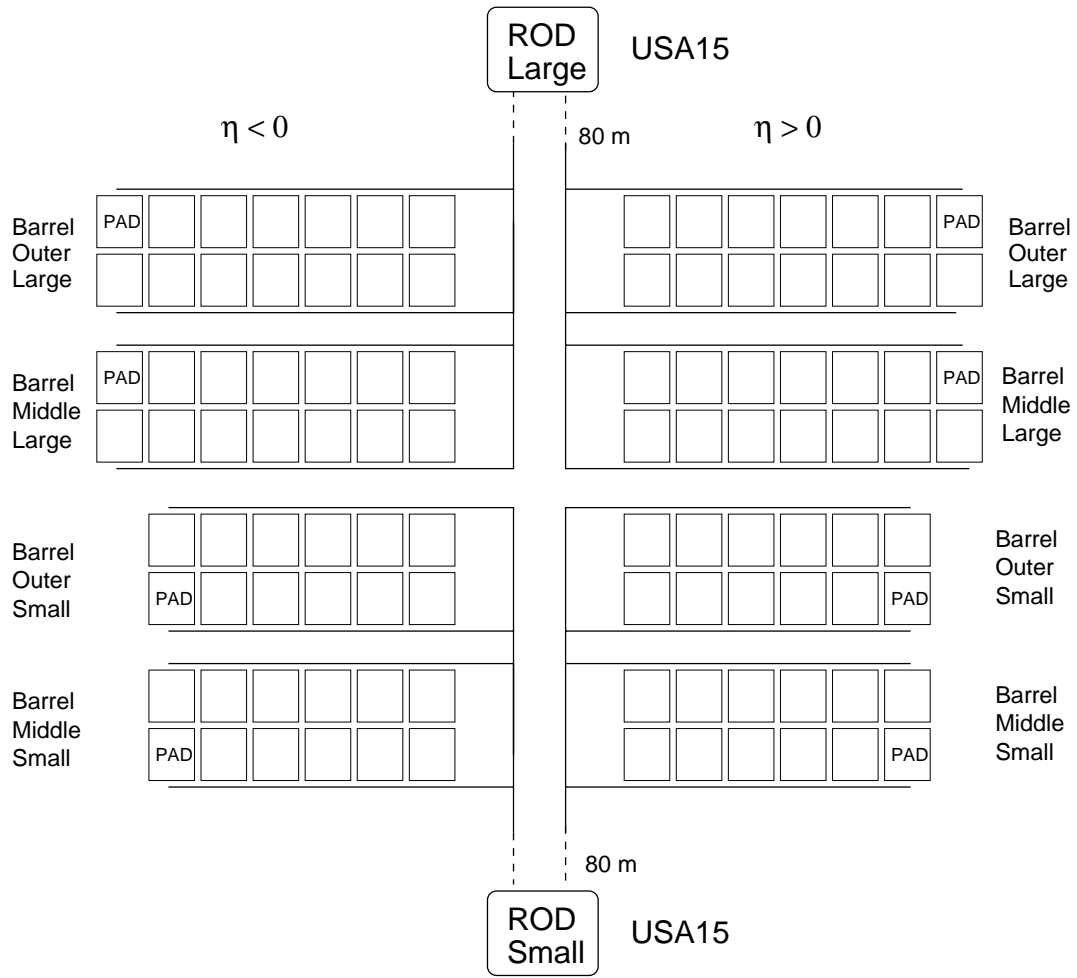 ROD
Large
USA15
η < 0
80 m
η > 0
Barrel
Outer
Large
PAD
PAD
Barrel
Outer
Large
Barrel
Middle
Large
PAD
PAD
Barrel
Middle
Large
Barrel
Outer
Small
PAD
PAD
Barrel
Outer
Small
Barrel
Middle
Small
PAD
PAD
Barrel
Middle
Small
80 m
ROD
Small
USA15